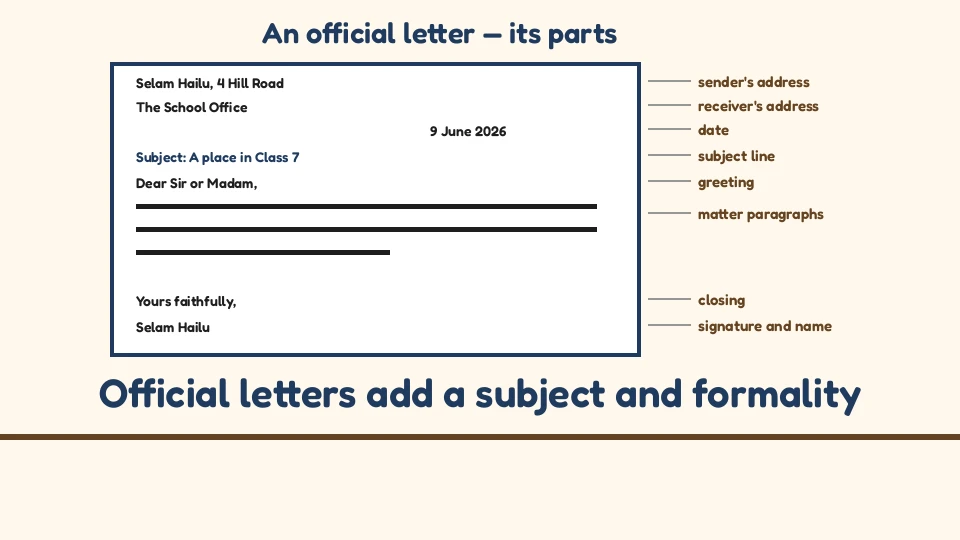 An official letter — its parts
Selam Hailu, 4 Hill Road
sender's address
The School Office
receiver's address
9 June 2026
date
Subject: A place in Class 7
subject line
Dear Sir or Madam,
greeting
matter paragraphs
Yours faithfully,
closing
Selam Hailu
signature and name
Official letters add a subject and formality